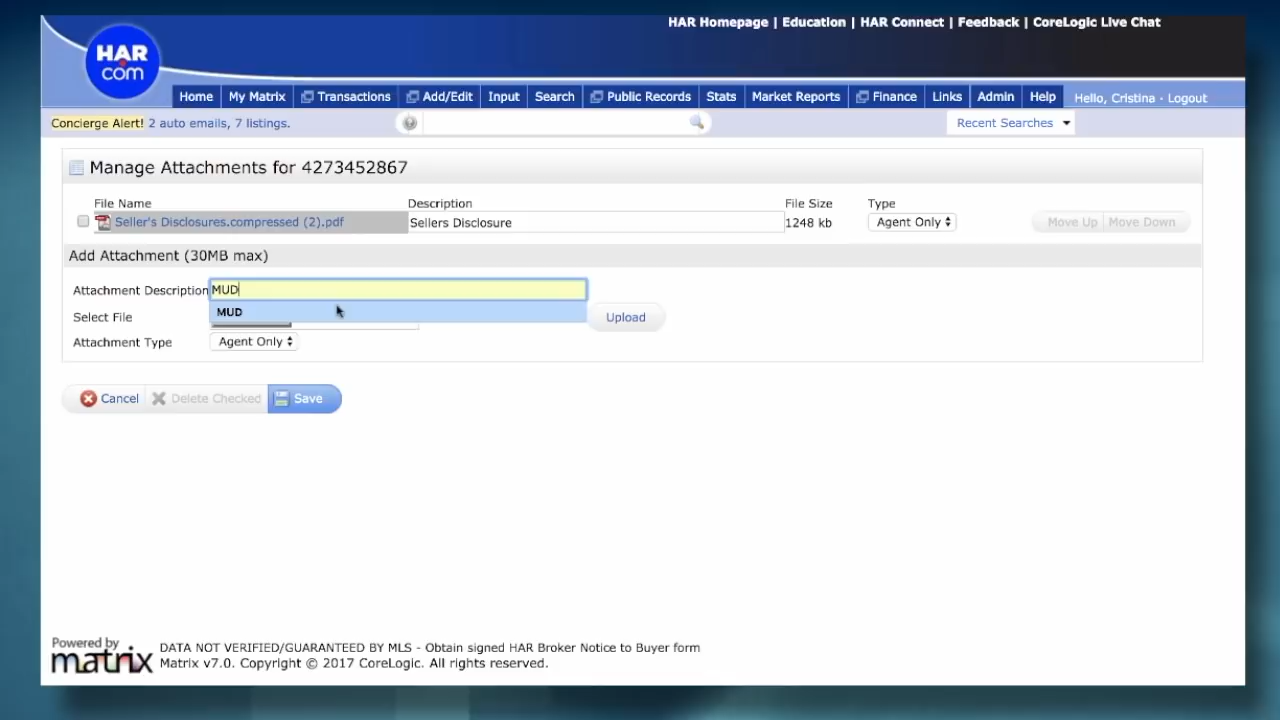 HAR Homepage | Education | HAR Connect | Feedback | CoreLogic Live Chat
HAR
com
Home My Matrix Transactions Add/Edit Input Search Public Records Stats Market Reports Finance Links Admin Help Hello, Cristina · Logout
Concierge Alert! 2 auto emails, 7 listings. Recent Searches
Manage Attachments for 4273452867
File Name Description File Size Type
Seller's Disclosures.compressed (2).pdf Sellers Disclosure 1248 kb Agent Only Move Up Move Down
Add Attachment (30MB max)
Attachment Description MUD
MUD
Select File Upload
Attachment Type Agent Only
Cancel Delete Checked Save
Powered by
matrix
DATA NOT VERIFIED/GUARANTEED BY MLS - Obtain signed HAR Broker Notice to Buyer form
Matrix v7.0. Copyright © 2017 CoreLogic. All rights reserved.